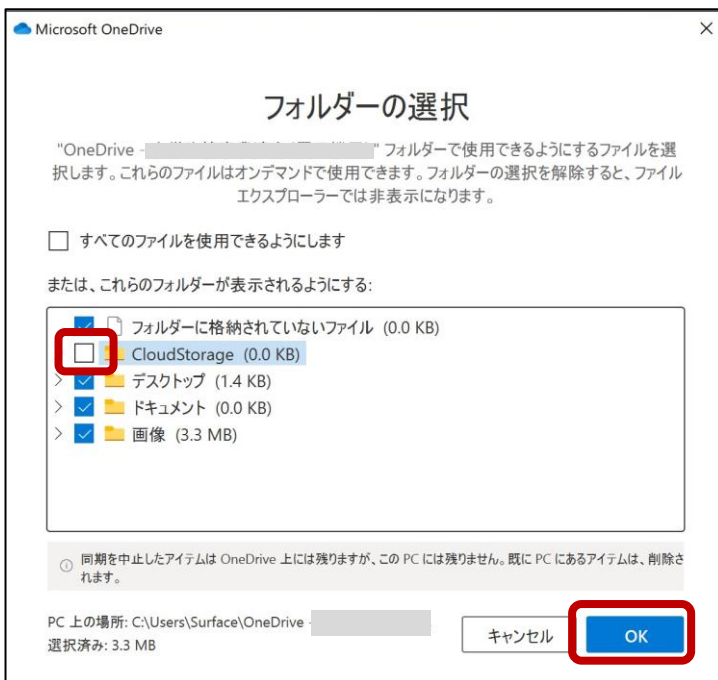 Microsoft OneDrive
フォルダーの選択
"OneDrive - " フォルダーで使用できるようにするファイルを選
択します。これらのファイルはオンデマンドで使用できます。フォルダーの選択を解除すると、ファイル
エクスプローラーでは非表示になります。
すべてのファイルを使用できるようにします
または、これらのフォルダーが表示されるようにする:
フォルダーに格納されていないファイル (0.0 KB)
CloudStorage (0.0 KB)
デスクトップ (1.4 KB)
ドキュメント (0.0 KB)
画像 (3.3 MB)
同期を中止したアイテムは OneDrive 上には残りますが、この PC には残りません。既に PC にあるアイテムは、削除さ
れます。
PC 上の場所: C:\Users\Surface\OneDrive -
選択済み: 3.3 MB
キャンセル
OK